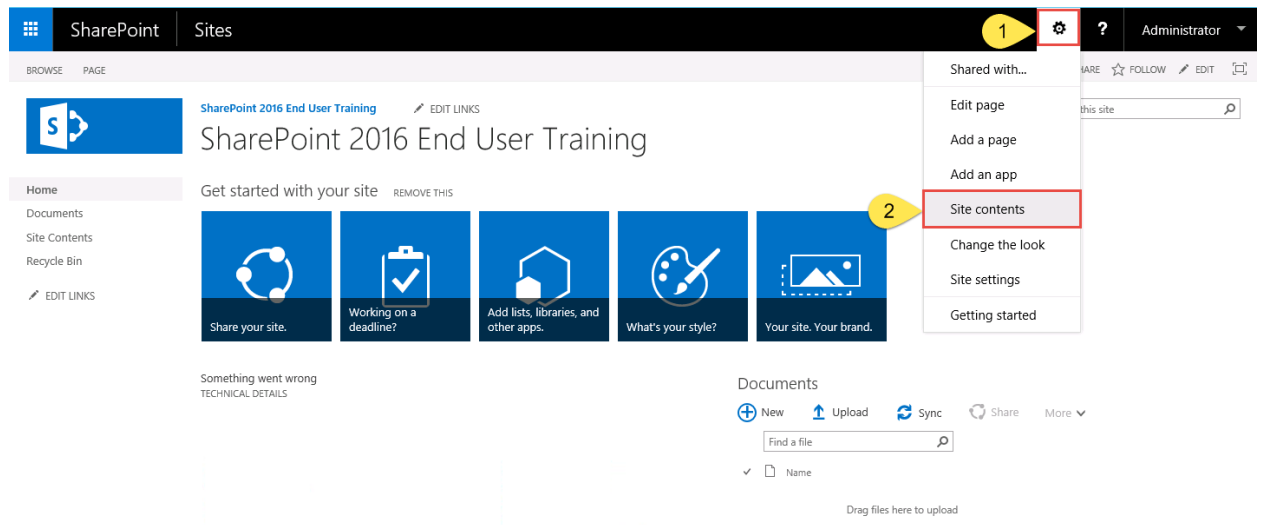 SharePoint Sites 1 ? Administrator
BROWSE PAGE FOLLOW EDIT
Shared with...
Edit page
Add a page
Add an app
2 Site contents
Change the look
Site settings
Getting started
this site
S
SharePoint 2016 End User Training EDIT LINKS
SharePoint 2016 End User Training
Home
Documents
Site Contents
Recycle Bin
EDIT LINKS
Get started with your site REMOVE THIS
Share your site.
Working on a
deadline?
Add lists, libraries, and
other apps.
What's your style?
Your site. Your brand.
Something went wrong
TECHNICAL DETAILS
Documents
New Upload Sync Share More
Find a file
Name
Drag files here to upload